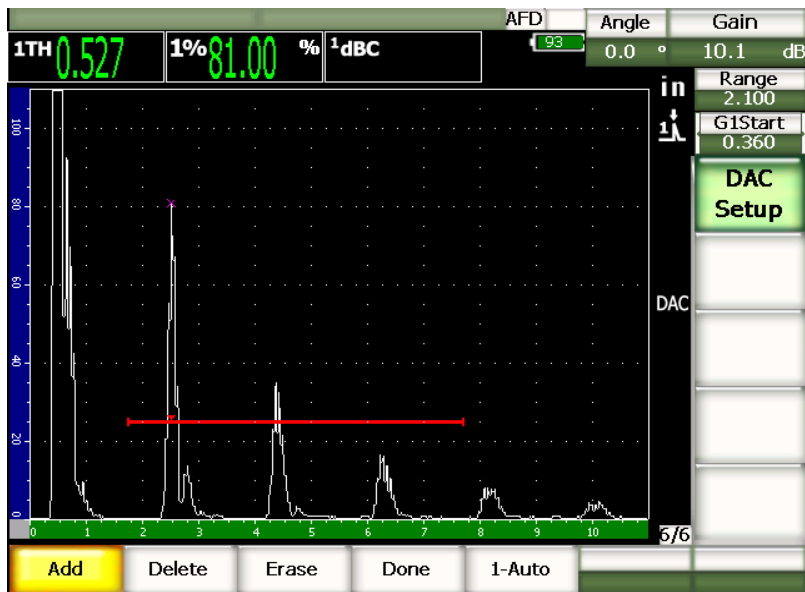 AFD Angle Gain
93 0.0 ° 10.1 dB
1TH 0.527 1% 81.00 % 1dBC
in Range
2.100
1 G1Start
0.360
DAC
Setup
DAC
100
80
60
40
20
0
0 1 2 3 4 5 6 7 8 9 10
6/6
Add Delete Erase Done 1-Auto